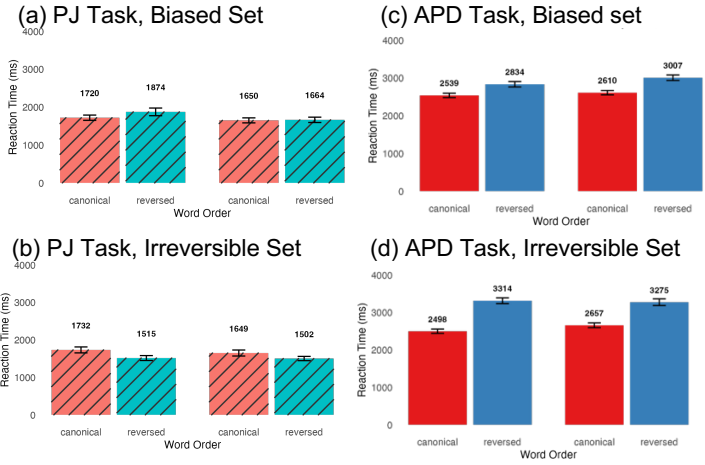 (a) PJ Task, Biased Set
4000
3000
2000
1000
0
Reaction Time (ms)
1720
1874
1650
1664
canonical
reversed
canonical
reversed
Word Order
(c) APD Task, Biased set
4000
3000
2000
1000
0
Reaction Time (ms)
2539
2834
2610
3007
canonical
reversed
canonical
reversed
Word Order
(b) PJ Task, Irreversible Set
4000
3000
2000
1000
0
Reaction Time (ms)
1732
1515
1649
1502
canonical
reversed
canonical
reversed
Word Order
(d) APD Task, Irreversible Set
4000
3000
2000
1000
0
Reaction Time (ms)
2498
3314
2657
3275
canonical
reversed
canonical
reversed
Word Order